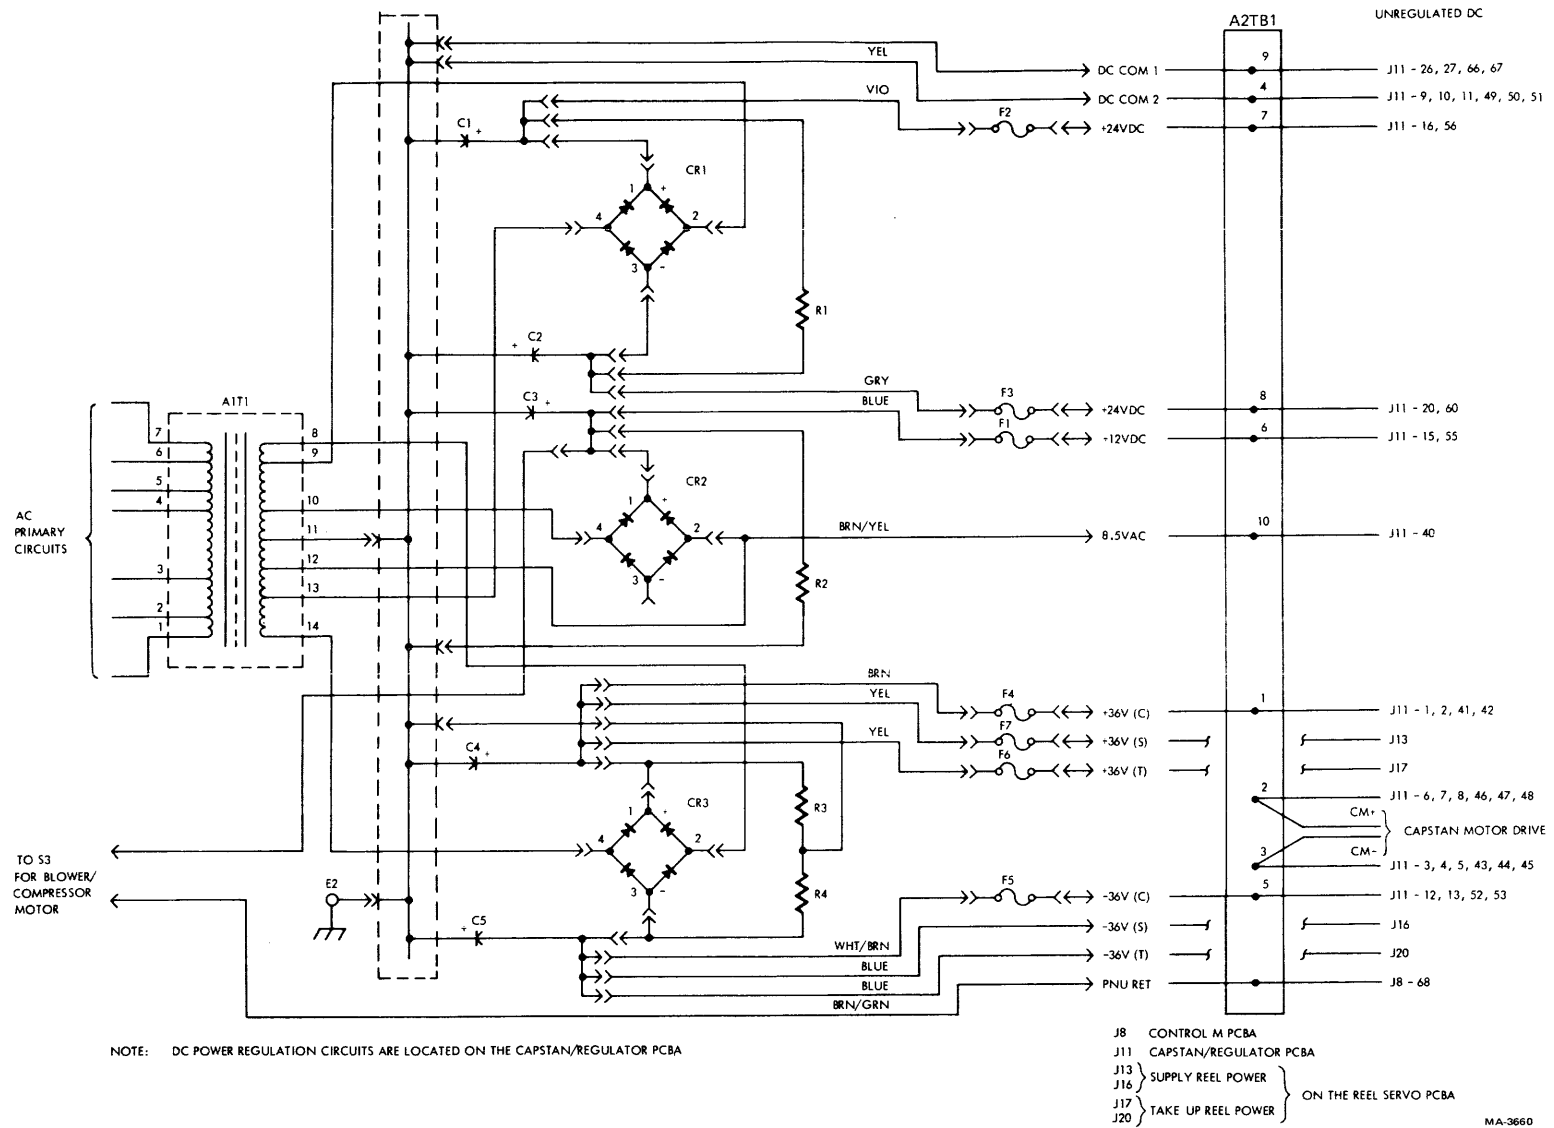 UNREGULATED DC
A2TB1
YEL
DC COM 1
9
J11 - 26, 27, 66, 67
DC COM 2
4
J11 - 9, 10, 11, 49, 50, 51
VIO
F2
+24VDC
7
J11 - 16, 56
C1
+
CR1
1
+
4
2
3
-
R1
+
C2
GRY
F3
+24VDC
8
J11 - 20, 60
C3
+
BLUE
F1
+12VDC
6
J11 - 15, 55
A1T1
7
6
5
4
3
2
1
8
9
10
11
12
13
14
AC
PRIMARY
CIRCUITS
CR2
1
+
4
2
3
-
R2
BRN/YEL
8.5VAC
10
J11 - 40
BRN
F4
+36V (C)
1
J11 - 1, 2, 41, 42
YEL
F7
+36V (S)
J13
YEL
F6
+36V (T)
J17
C4
+
CR3
1
+
4
2
3
-
R3
R4
2
J11 - 6, 7, 8, 46, 47, 48
CM+
CAPSTAN MOTOR DRIVE
CM-
3
J11 - 3, 4, 5, 43, 44, 45
TO S3
FOR BLOWER/
COMPRESSOR
MOTOR
E2
F5
-36V (C)
5
J11 - 12, 13, 52, 53
+
C5
WHT/BRN
-36V (S)
J16
BLUE
-36V (T)
J20
BLUE
PNU RET
J8 - 68
BRN/GRN
NOTE: DC POWER REGULATION CIRCUITS ARE LOCATED ON THE CAPSTAN/REGULATOR PCBA
J8 CONTROL M PCBA
J11 CAPSTAN/REGULATOR PCBA
J13
J16
SUPPLY REEL POWER
J17
J20
TAKE UP REEL POWER
ON THE REEL SERVO PCBA
MA-3660